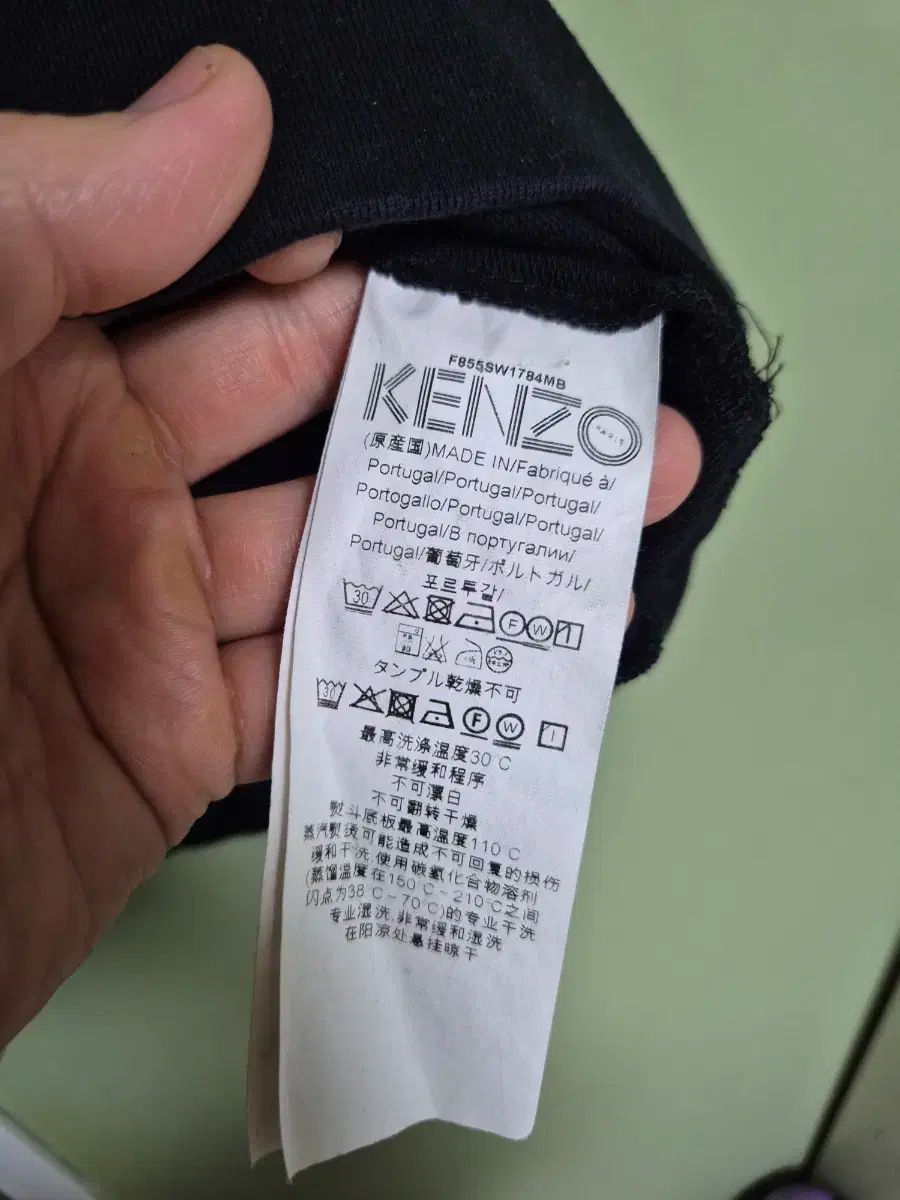 F855SW1784MB
KENZO
PARIS
(原産国)MADE IN/Fabriqué à/
Portugal/Portugal/Portugal/
Portogallo/Portugal/Portugal/
Portugal/В португалии/
Portugal/葡萄牙/ポルトガル/
포르투갈/
30 F W
タンブル乾燥不可
30 F W
最高洗涤温度30℃
非常缓和程序
不可漂白
不可翻转干燥
熨斗底板最高温度110℃
蒸汽熨烫可能造成不可回复的损伤
缓和干洗,使用碳氢化合物溶剂
(蒸馏温度在150℃-210℃之间
闪点为38℃-70℃)的专业干洗
专业湿洗,非常缓和湿洗
在阳凉处悬挂晾干